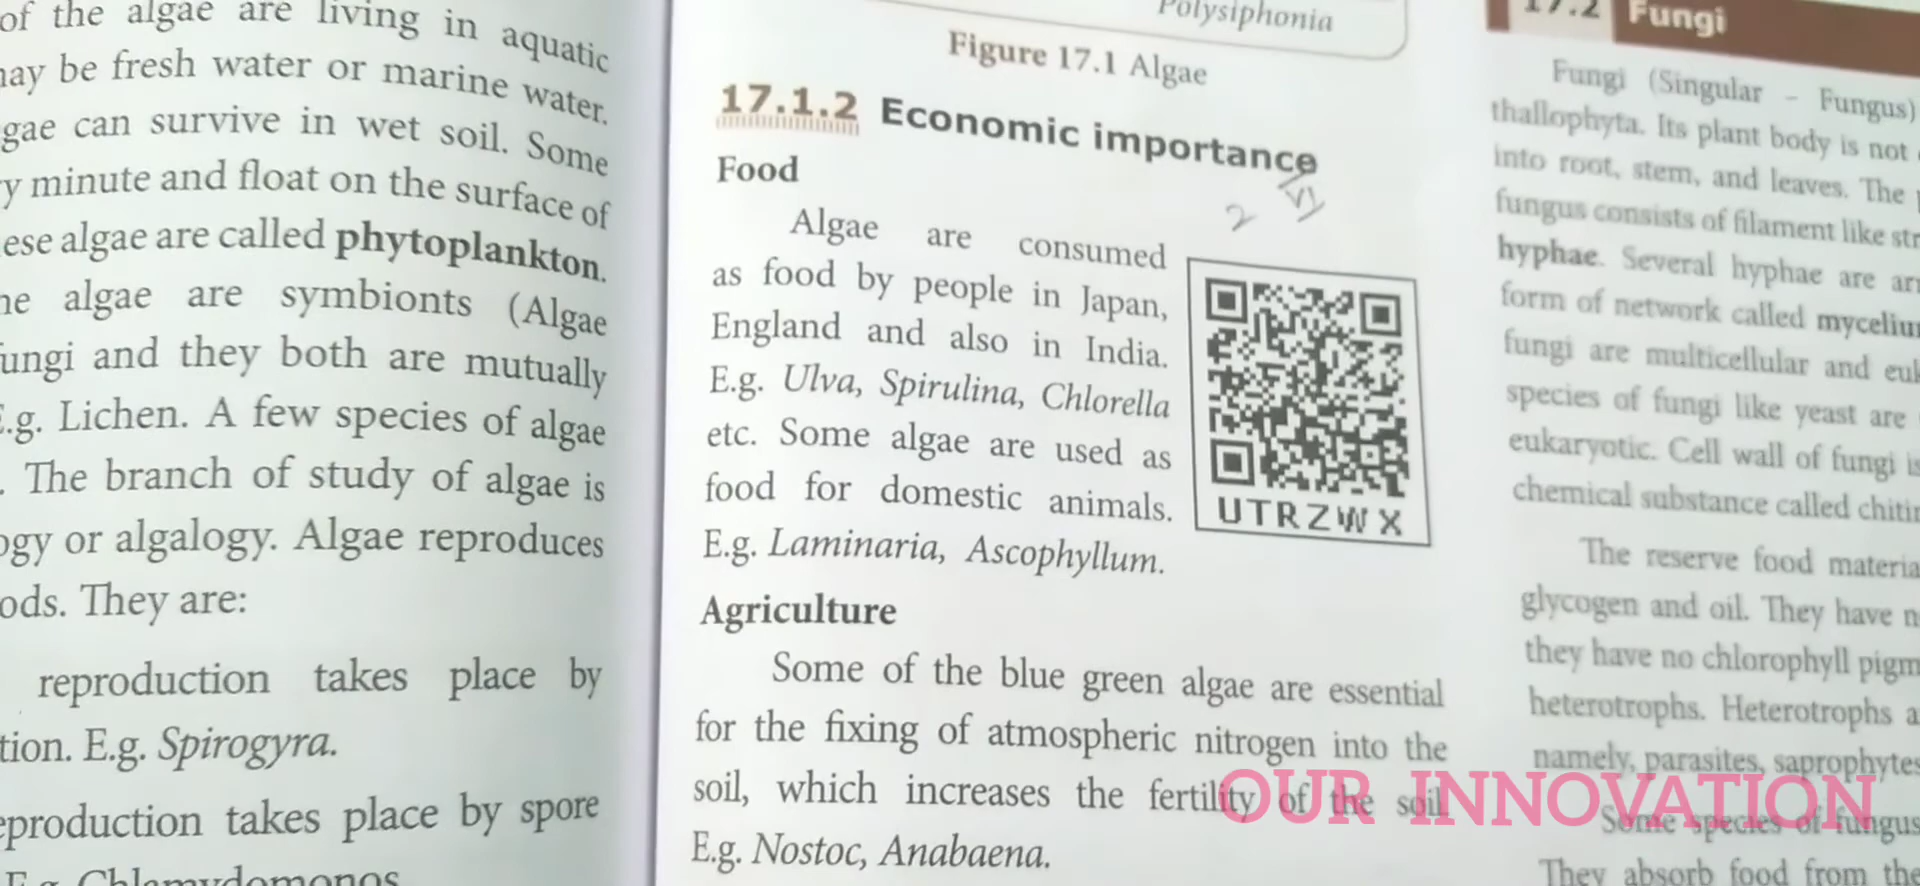 of the algae are living in aquatic
may be fresh water or marine water.
gae can survive in wet soil. Some
y minute and float on the surface of
ese algae are called phytoplankton.
algae are symbionts (Algae
fungi and they both are mutually
E.g. Lichen. A few species of algae
. The branch of study of algae is
ogy or algalogy. Algae reproduces
ods. They are:
reproduction takes place by
tion. E.g. Spirogyra.
eproduction takes place by spore
E.g. Chlamydomonos
Polysiphonia
Figure 17.1 Algae
17.1.2 Economic importance
2 VI
Food
Algae are consumed
as food by people in Japan,
England and also in India.
E.g. Ulva, Spirulina, Chlorella
etc. Some algae are used as
food for domestic animals.
E.g. Laminaria, Ascophyllum.
UTRZWX
Agriculture
Some of the blue green algae are essential
for the fixing of atmospheric nitrogen into the
soil, which increases the fertility of the soil
E.g. Nostoc, Anabaena.
17.2 Fungi
Fungi (Singular – Fungus)
thallophyta. Its plant body is not
into root, stem, and leaves. The
fungus consists of filament like str
hyphae. Several hyphae are arr
form of network called myceliu
fungi are multicellular and euk
species of fungi like yeast are
eukaryotic. Cell wall of fungi is
chemical substance called chitin
The reserve food materia
glycogen and oil. They have n
they have no chlorophyll pigm
heterotrophs. Heterotrophs a
namely, parasites, saprophytes
Some species of fungus
They absorb food from the
OUR INNOVATION